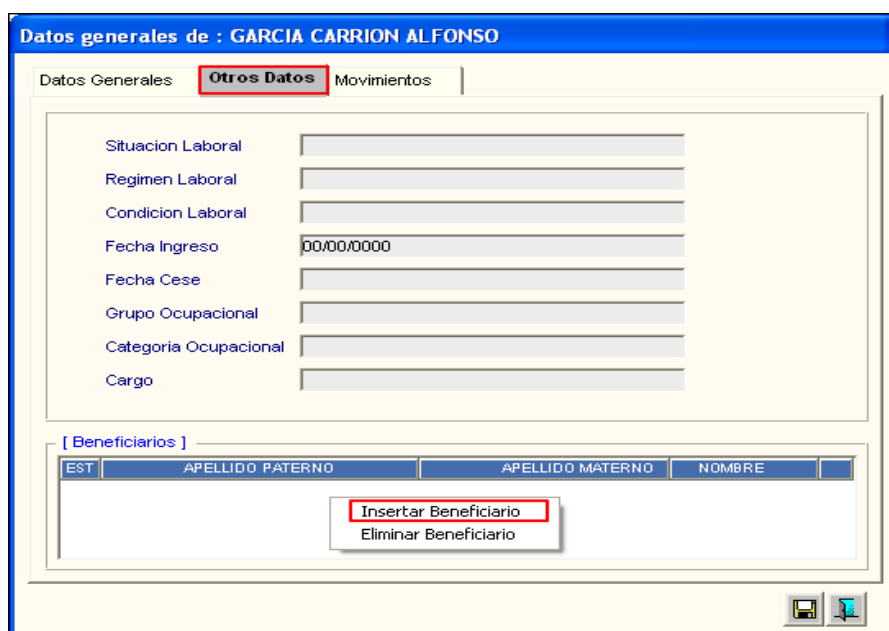 Datos generales de : GARCIA CARRION ALFONSO
Datos Generales Otros Datos Movimientos
Situacion Laboral
Regimen Laboral
Condicion Laboral
Fecha Ingreso 00/00/0000
Fecha Cese
Grupo Ocupacional
Categoria Ocupacional
Cargo
[ Beneficiarios ]
EST APELLIDO PATERNO APELLIDO MATERNO NOMBRE
Insertar Beneficiario
Eliminar Beneficiario